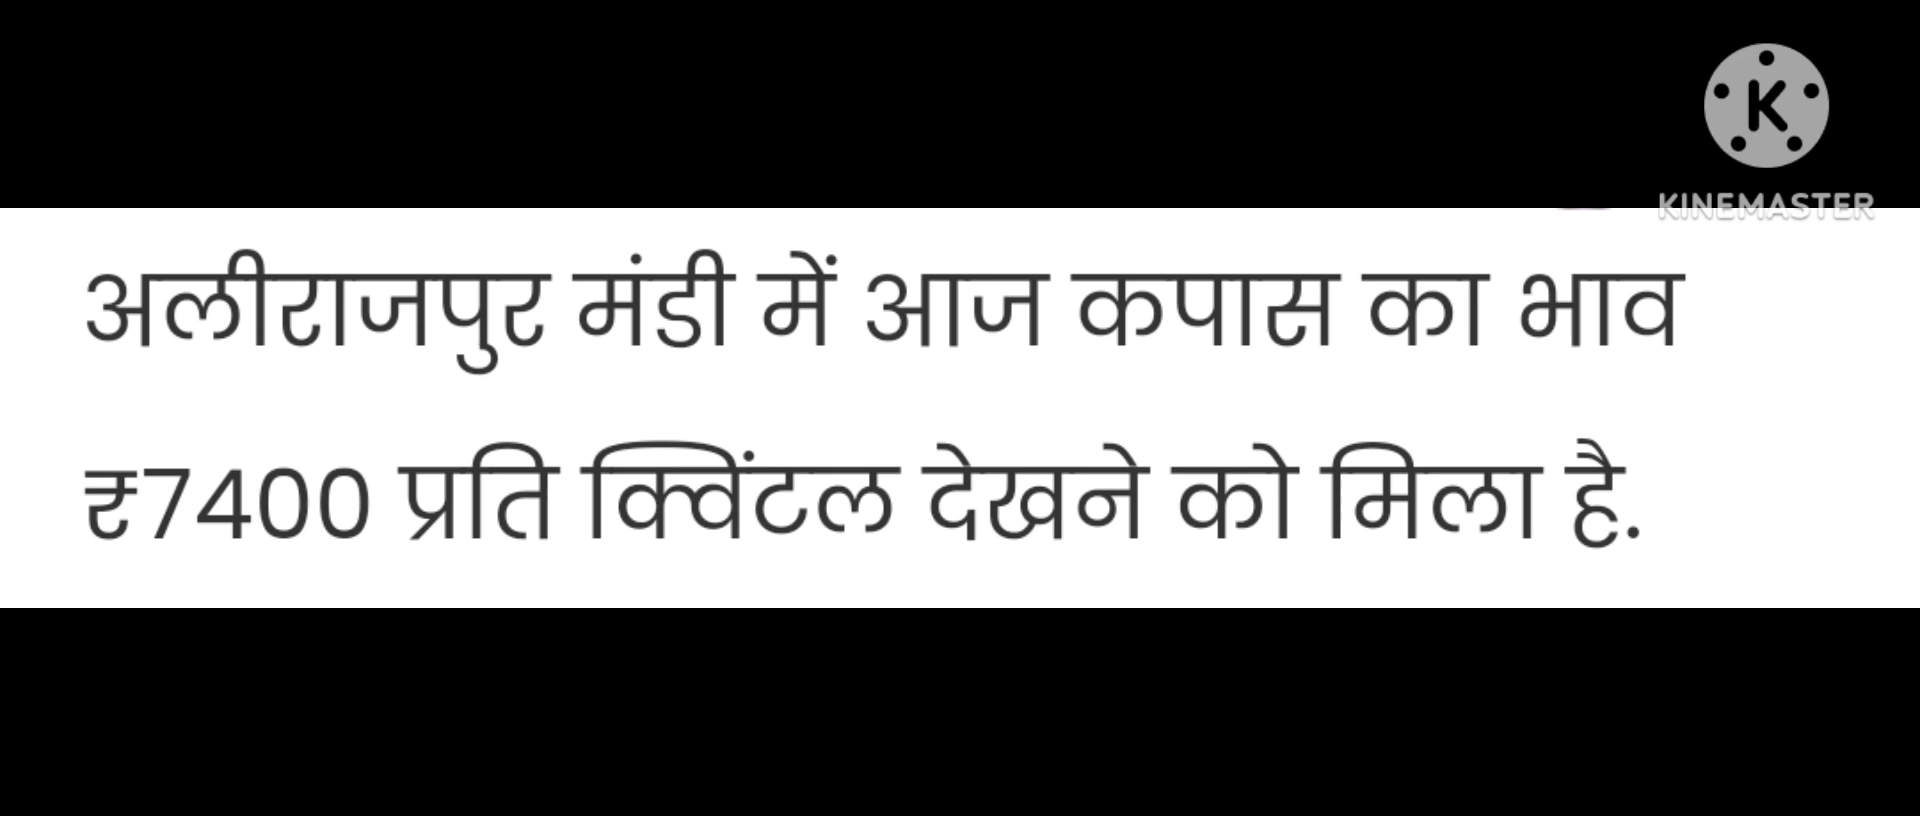 K
KINEMASTER
अलीराजपुर मंडी में आज कपास का भाव
₹7400 प्रति क्विंटल देखने को मिला है.